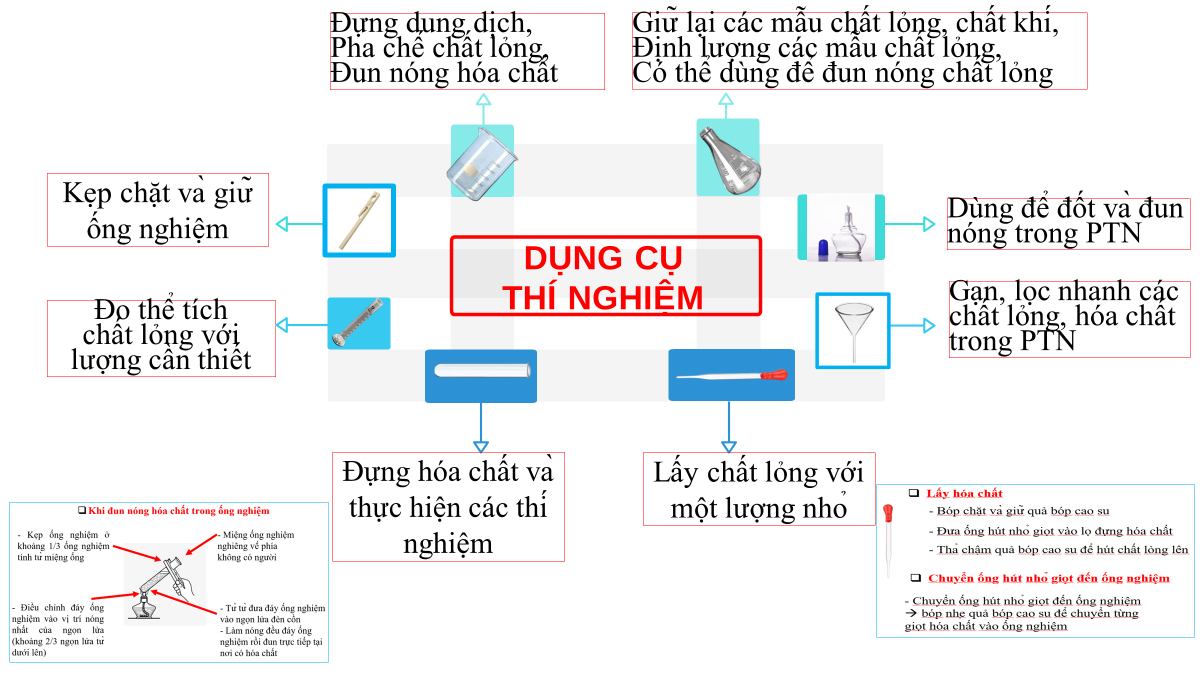 Đựng dung dịch,
Pha chế chất lỏng,
Đun nóng hóa chất
Giữ lại các mẫu chất lỏng, chất khí,
Định lượng các mẫu chất lỏng,
Có thể dùng để đun nóng chất lỏng
Kẹp chặt và giữ
ống nghiệm
Dùng để đốt và đun
nóng trong PTN
DỤNG CỤ
THÍ NGHIỆM
Đo thể tích
chất lỏng với
lượng cần thiết
Gạn, lọc nhanh các
chất lỏng, hóa chất
trong PTN
Đựng hóa chất và
thực hiện các thí
nghiệm
Lấy chất lỏng với
một lượng nhỏ
❑ Khi đun nóng hóa chất trong ống nghiệm
- Kẹp ống nghiệm ở
khoảng 1/3 ống nghiệm
tính từ miệng ống
- Miệng ống nghiệm
nghiêng về phía
không có người
- Điều chỉnh đáy ống
nghiệm vào vị trí nóng
nhất của ngọn lửa
(khoảng 2/3 ngọn lửa từ
dưới lên)
- Từ từ đưa đáy ống nghiệm
vào ngọn lửa đèn cồn
- Làm nóng đều đáy ống
nghiệm rồi đun trực tiếp tại
nơi có hóa chất
❑ Lấy hóa chất
- Bóp chặt và giữ quả bóp cao su
- Đưa ống hút nhỏ giọt vào lọ đựng hóa chất
- Thả chậm quả bóp cao su để hút chất lỏng lên
❑ Chuyển ống hút nhỏ giọt đến ống nghiệm
- Chuyển ống hút nhỏ giọt đến ống nghiệm
→ bóp nhẹ quả bóp cao su để chuyển từng
giọt hóa chất vào ống nghiệm